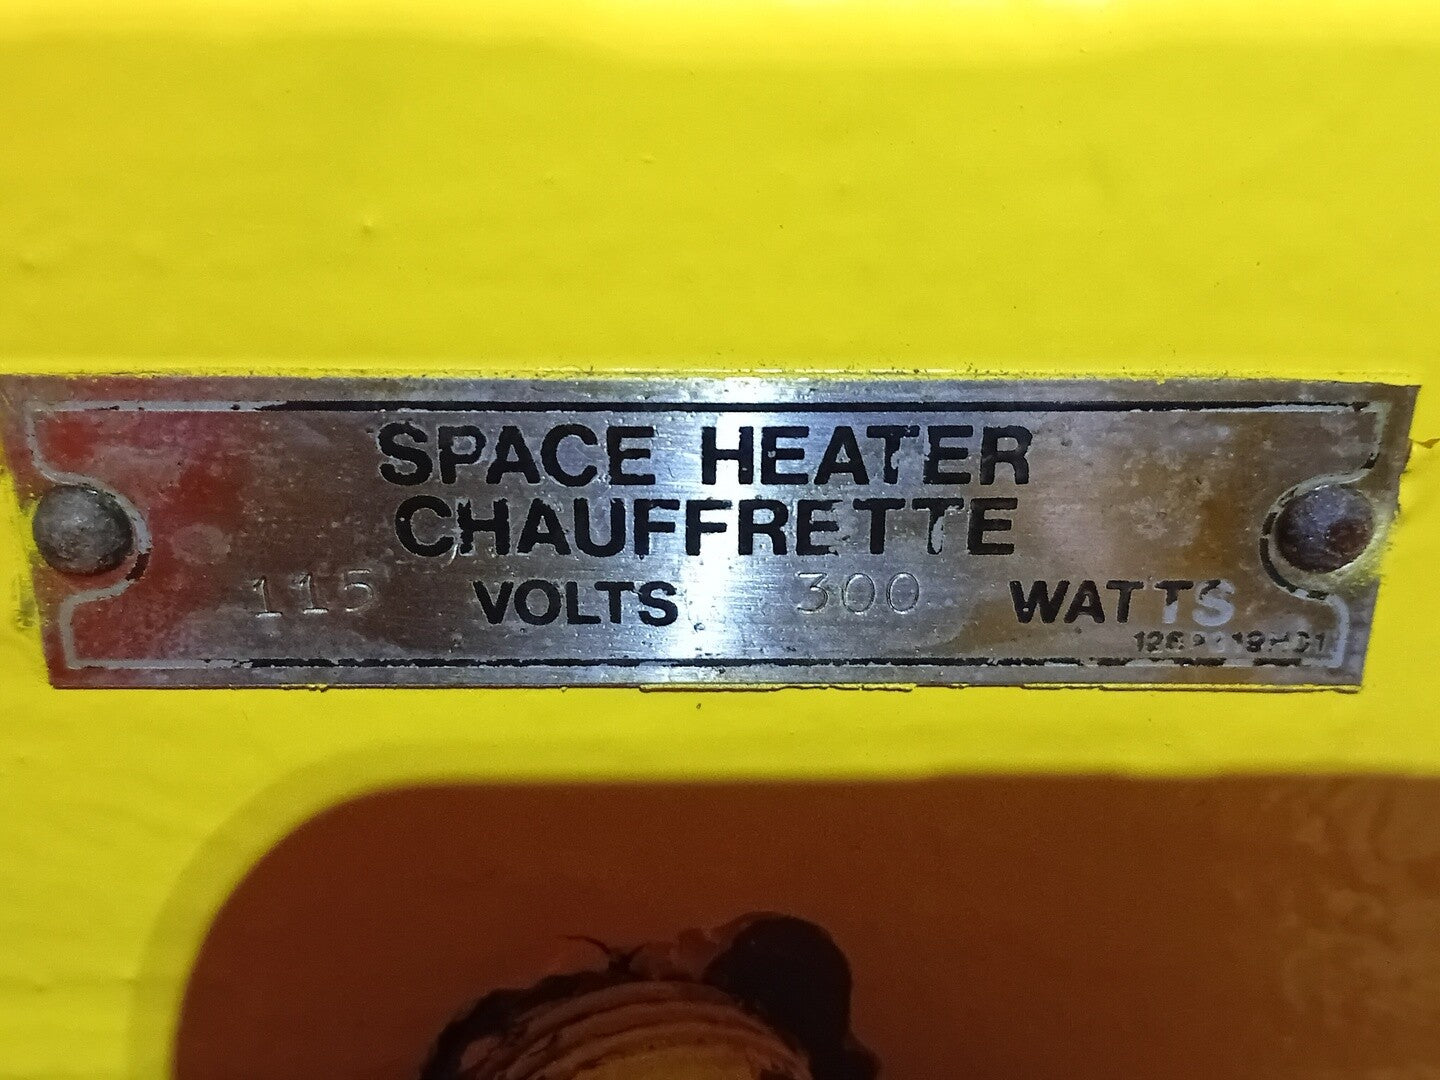 SPACE HEATER
CHAUFFRETTE
115 VOLTS 300 WATTS